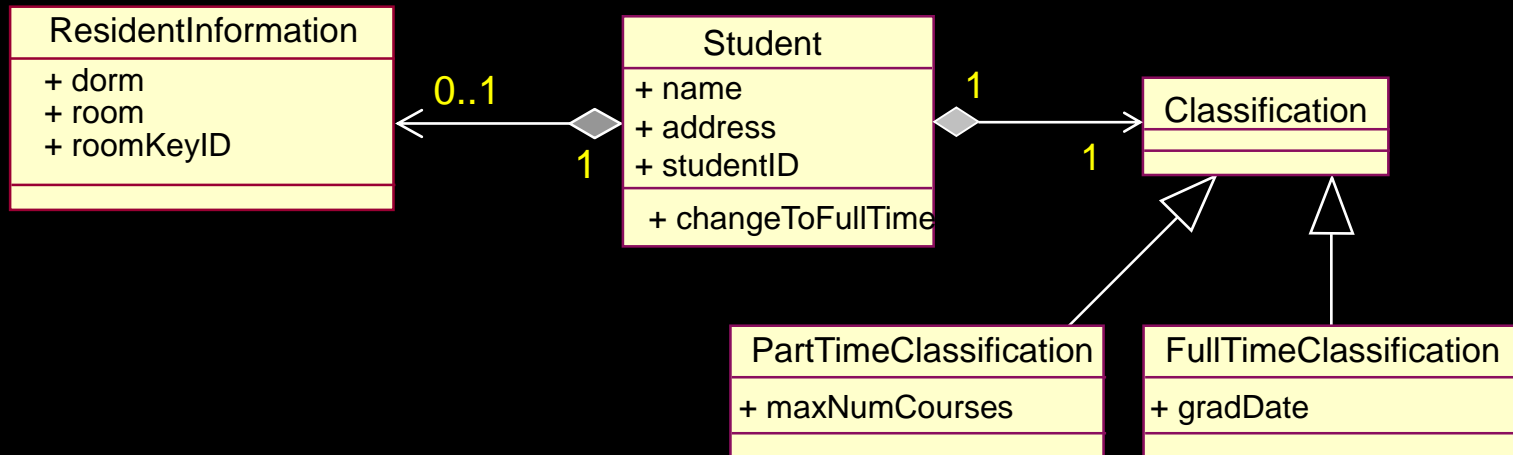 ResidentInformation
+ dorm
+ room
+ roomKeyID
0..1
1
Student
+ name
+ address
+ studentID
+ changeToFullTime
1
1
Classification
PartTimeClassification
+ maxNumCourses
FullTimeClassification
+ gradDate